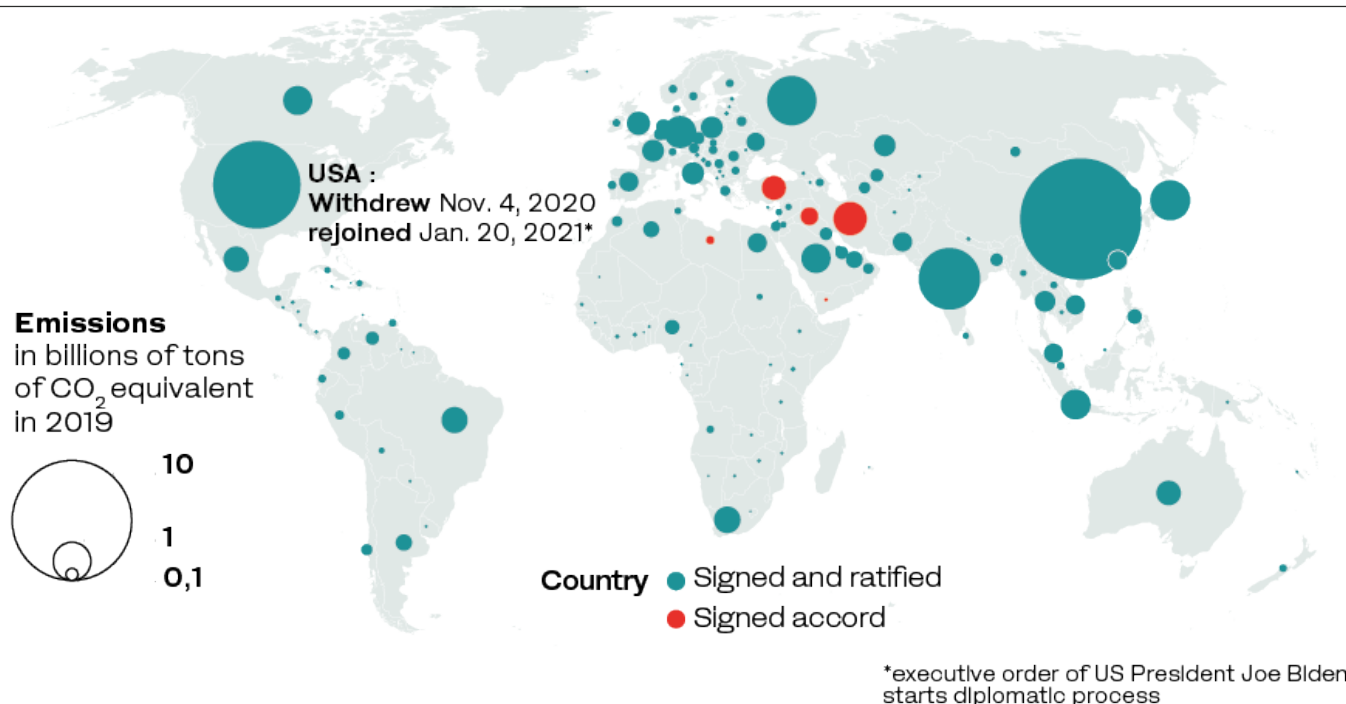 USA :
Withdrew Nov. 4, 2020
rejoined Jan. 20, 2021*
Emissions
in billions of tons
of CO₂ equivalent
in 2019
10
1
0,1
Country
Signed and ratified
Signed accord
*executive order of US President Joe Biden
starts diplomatic process